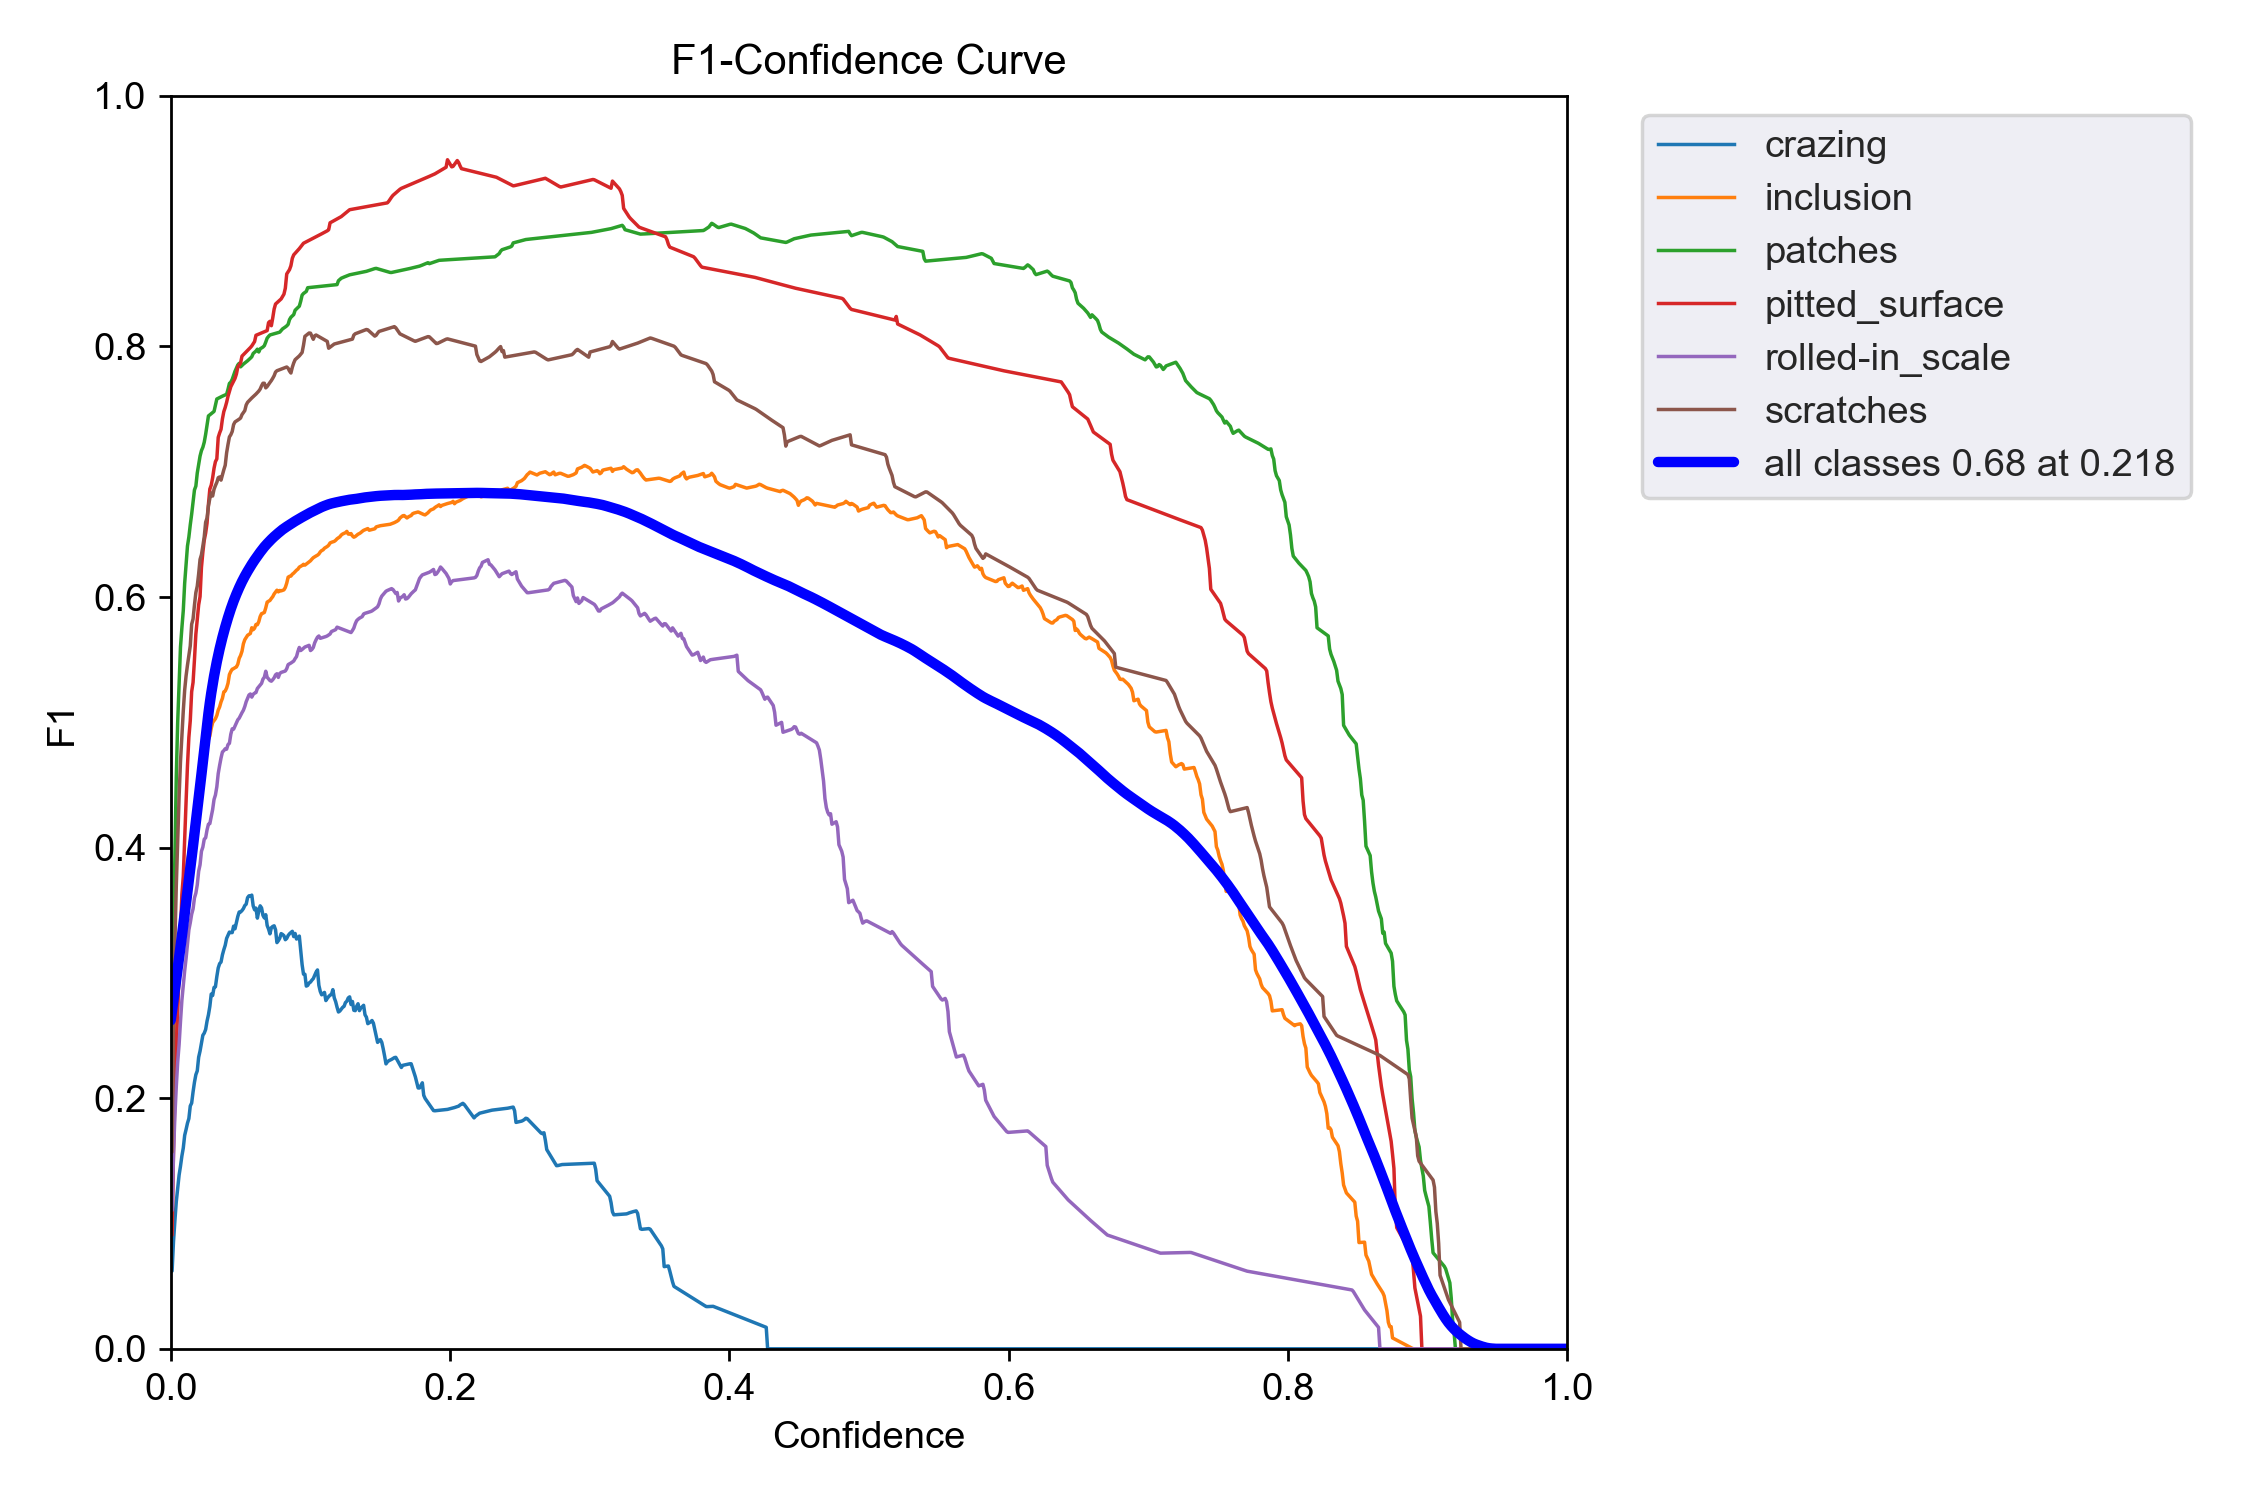 F1-Confidence Curve
1.0
0.8
0.6
0.4
0.2
0.0
F1
0.0 0.2 0.4 0.6 0.8 1.0
Confidence
crazing
inclusion
patches
pitted_surface
rolled-in_scale
scratches
all classes 0.68 at 0.218